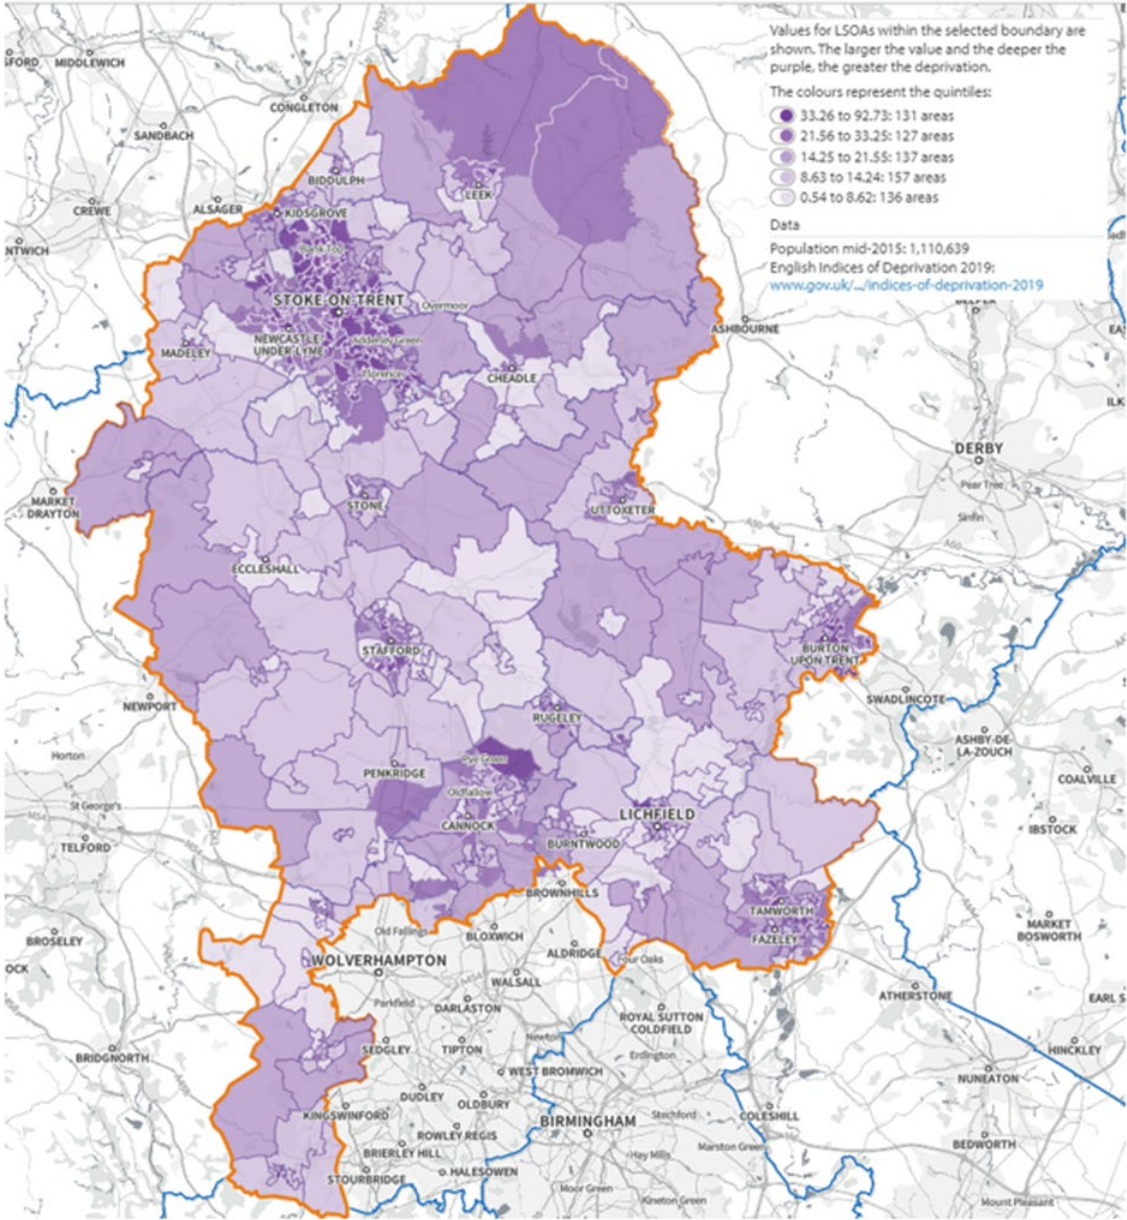 Values for LSOAs within the selected boundary are
shown. The larger the value and the deeper the
purple, the greater the deprivation.
The colours represent the quintiles:
33.26 to 92.73: 131 areas
21.56 to 33.25: 127 areas
14.25 to 21.55: 137 areas
8.63 to 14.24: 157 areas
0.54 to 8.62: 136 areas
Data
Population mid-2015: 1,110,639
English Indices of Deprivation 2019:
www.gov.uk/.../indices-of-deprivation-2019
MIDDLEWICH
CONGLETON
SANDBACH
BIDDULPH
LEEK
CREWE
ALSAGER
KIDSGROVE
NTWICH
Bank Top
STOKE-ON-TRENT
Overmoor
ASHBOURNE
NEWCASTLE
UNDER-LYME
Adderley Green
MADELEY
Florence
CHEADLE
ILK
DERBY
Pear Tree
MARKET
DRAYTON
STONE
UTTOXETER
Sinfin
A50
A50
ECCLESHALL
STAFFORD
BURTON
UPON TRENT
SWADLINCOTE
NEWPORT
RUGELEY
ASHBY-DE-
LA-ZOUCH
Horton
Pye Green
PENKRIDGE
COALVILLE
Oldfallow
St George's
LICHFIELD
CANNOCK
IBSTOCK
TELFORD
BURNTWOOD
BROWNHILLS
TAMWORTH
MARKET
BOSWORTH
Old Fallings
BLOXWICH
FAZELEY
BROSELEY
ALDRIDGE
Four Oaks
WOLVERHAMPTON
OCK
WALSALL
ATHERSTONE
EARL S
Parkfield
DARLASTON
ROYAL SUTTON
COLDFIELD
Newton
SEDGLEY
TIPTON
Erdington
HINCKLEY
BRIDGNORTH
WEST BROMWICH
NUNEATON
DUDLEY
OLDBURY
KINGSWINFORD
BIRMINGHAM
Stechford
COLESHILL
ROWLEY REGIS
BEDWORTH
BRIERLEY HILL
Hay Mills
Marston Green
HALESOWEN
STOURBRIDGE
Moor Green
Kineton Green
Mount Pleasant